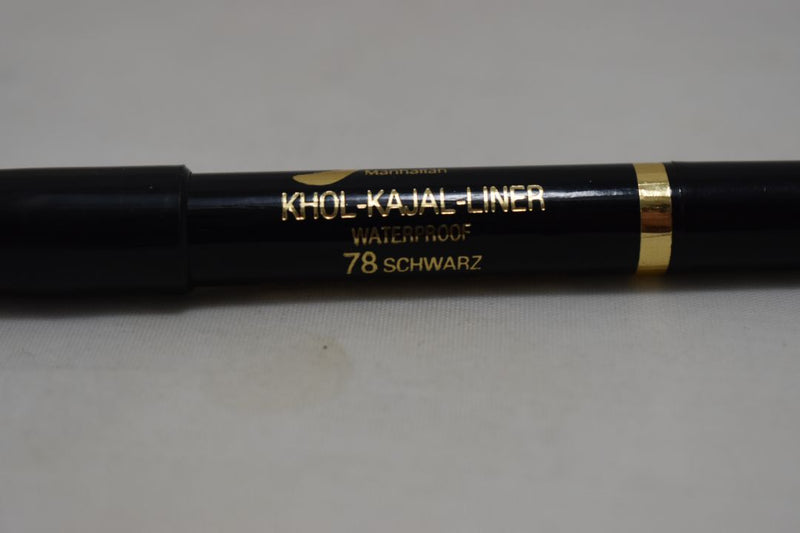 Manhattan
KHOL-KAJAL-LINER
WATERPROOF
78 SCHWARZ